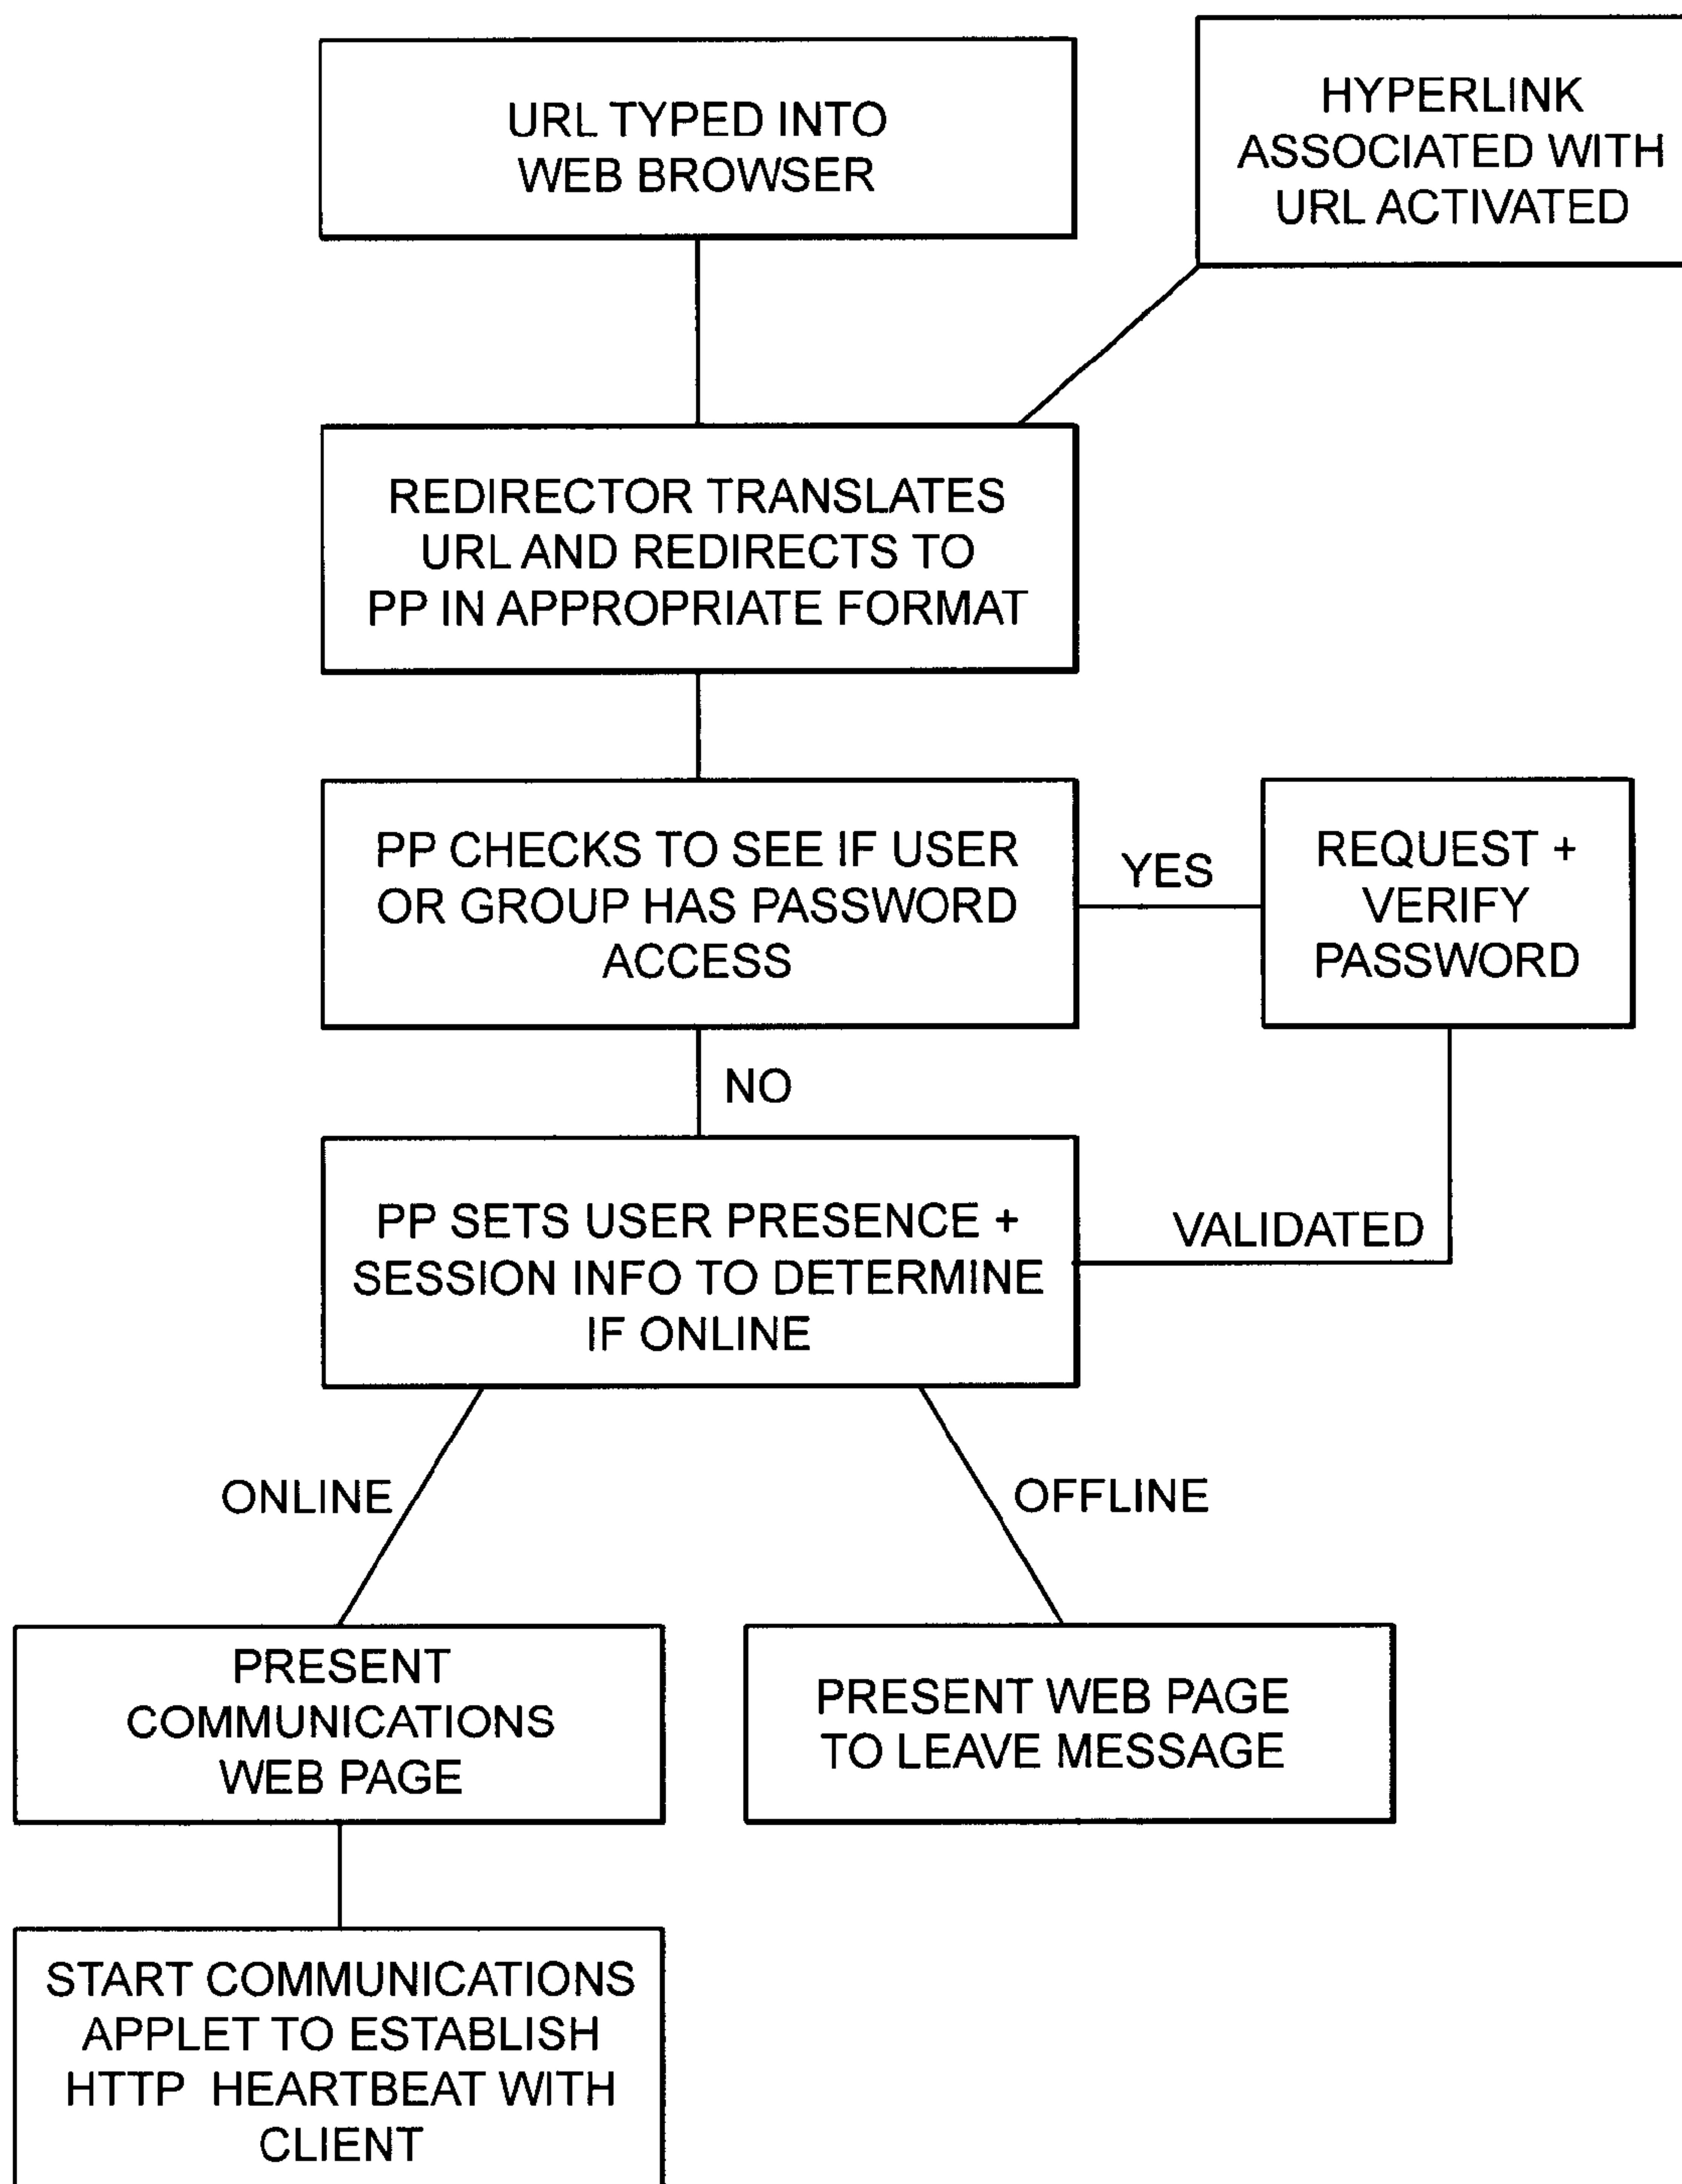 URL TYPED INTO
WEB BROWSER
HYPERLINK
ASSOCIATED WITH
URL ACTIVATED
REDIRECTOR TRANSLATES
URL AND REDIRECTS TO
PP IN APPROPRIATE FORMAT
PP CHECKS TO SEE IF USER
OR GROUP HAS PASSWORD
ACCESS
YES
REQUEST +
VERIFY
PASSWORD
NO
PP SETS USER PRESENCE +
SESSION INFO TO DETERMINE
IF ONLINE
VALIDATED
ONLINE
OFFLINE
PRESENT
COMMUNICATIONS
WEB PAGE
PRESENT WEB PAGE
TO LEAVE MESSAGE
START COMMUNICATIONS
APPLET TO ESTABLISH
HTTP HEARTBEAT WITH
CLIENT